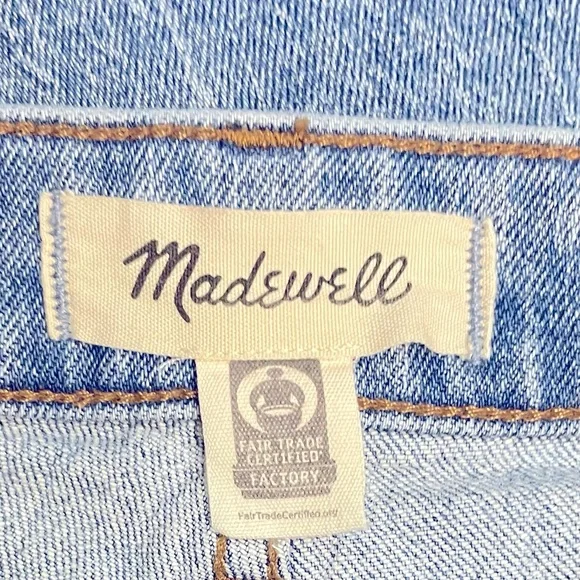 Madewell
FAIR TRADE
CERTIFIED
FACTORY
FairTradeCertified.org